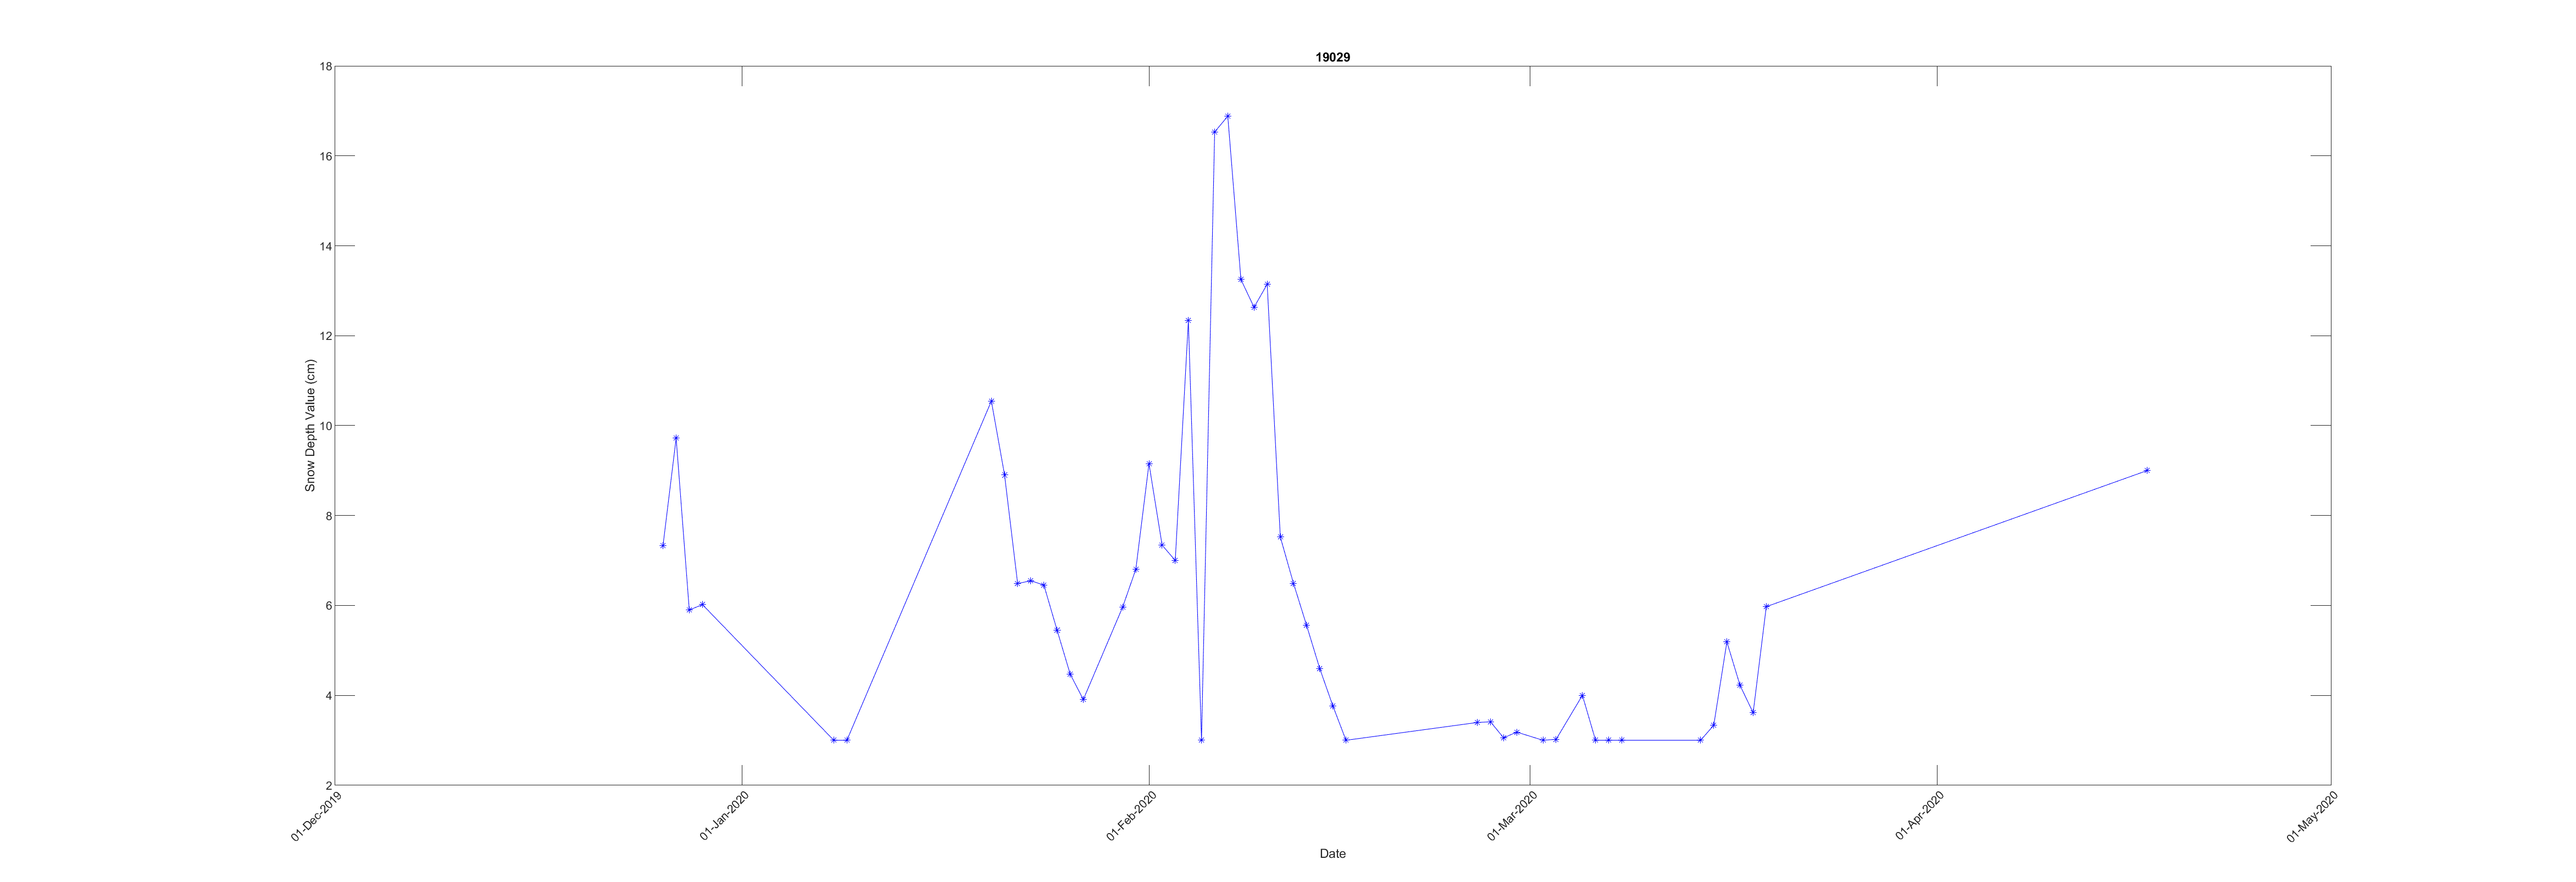 19029
18
16
14
12
10
8
6
4
2
Snow Depth Value (cm)
01-Dec-2019
01-Jan-2020
01-Feb-2020
01-Mar-2020
01-Apr-2020
01-May-2020
Date